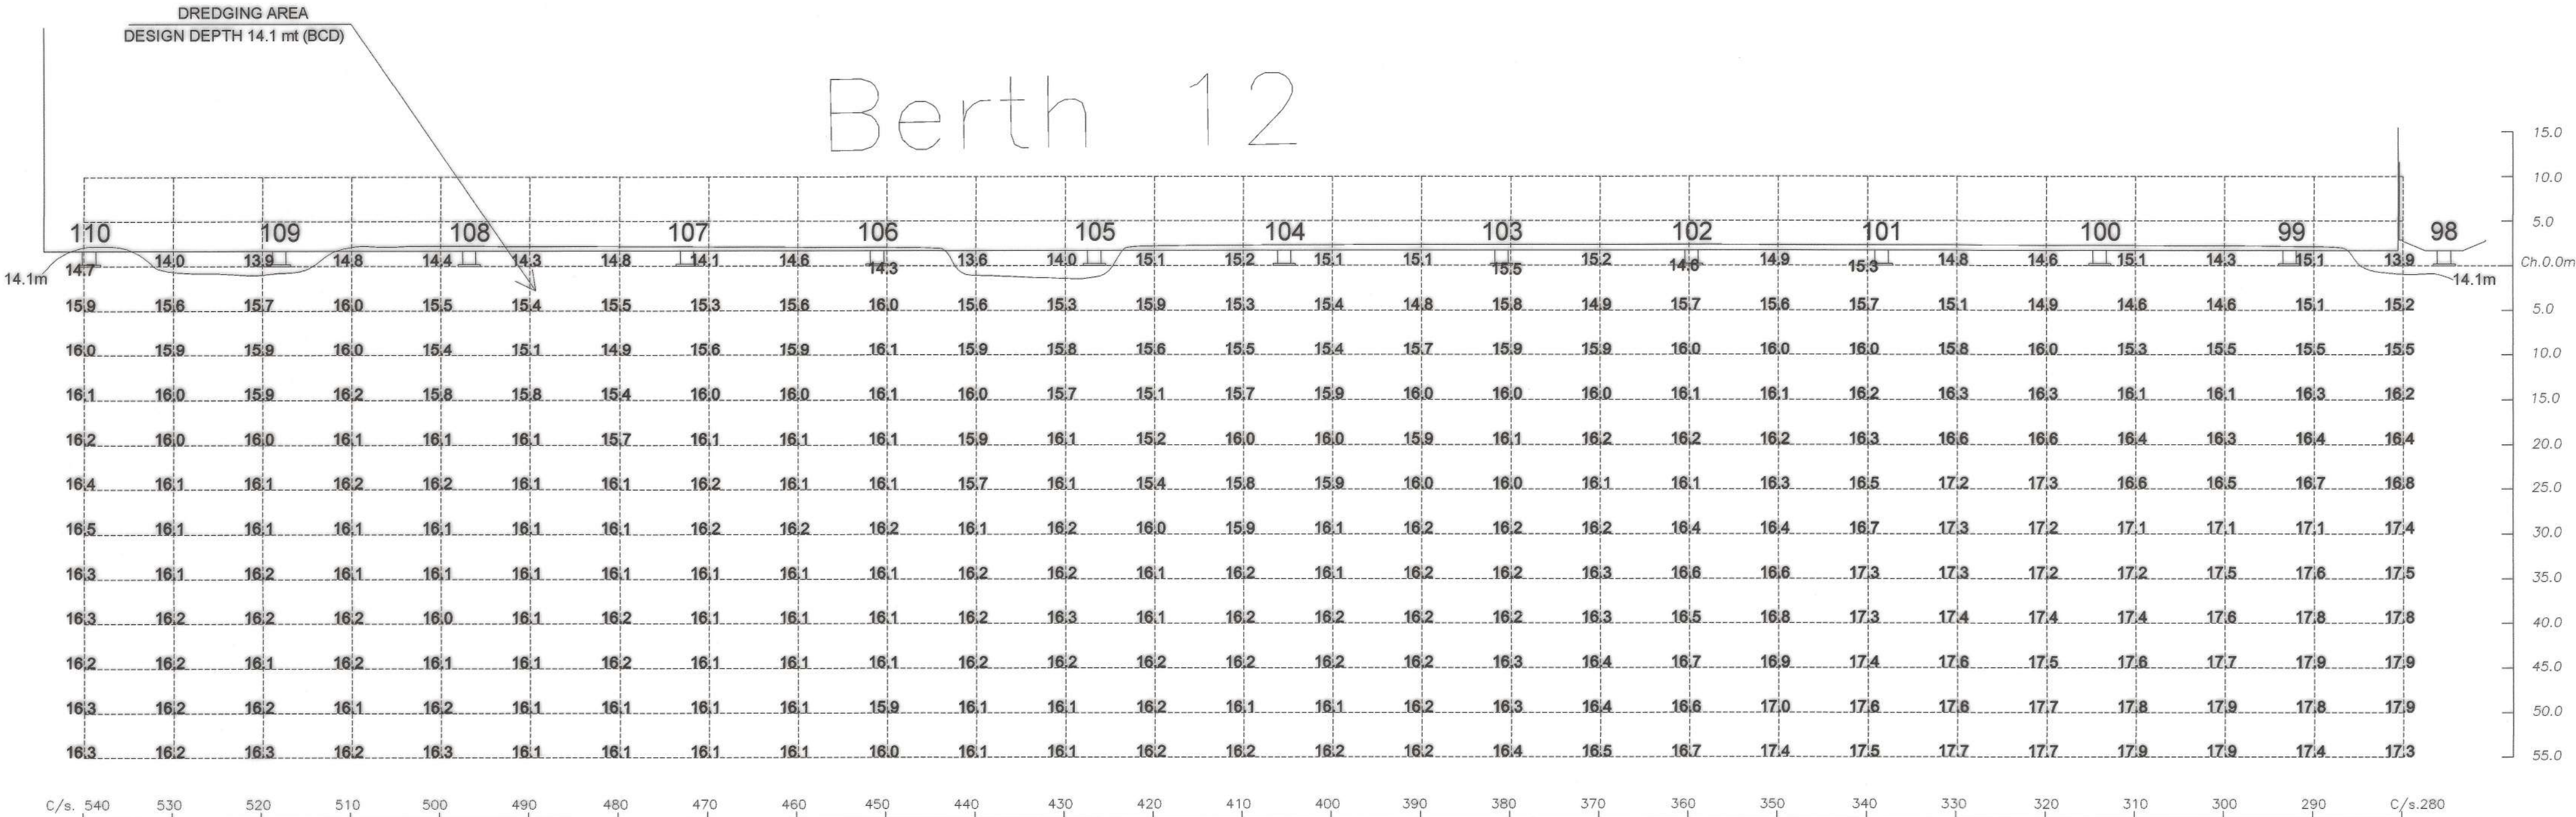 DREDGING AREA
DESIGN DEPTH 14.1 mt (BCD)
Berth 12
15.0
10.0
5.0
110 109 108 107 106 105 104 103 102 101 100 99 98
14.7 14.0 13.9 14.8 14.4 14.3 14.8 14.1 14.6 14.3 13.6 14.0 15.1 15.2 15.1 15.1 15.5 15.2 14.6 14.9 15.3 14.8 14.6 15.1 14.3 15.1 13.9 Ch.0.0m
14.1m 14.1m
15.9 15.6 15.7 16.0 15.5 15.4 15.5 15.3 15.6 16.0 15.6 15.3 15.9 15.3 15.4 14.8 15.8 14.9 15.7 15.6 15.7 15.1 14.9 14.6 14.6 15.1 15.2 5.0
16.0 15.9 15.9 16.0 15.4 15.1 14.9 15.6 15.9 16.1 15.9 15.8 15.6 15.5 15.4 15.7 15.9 15.9 16.0 16.0 16.0 15.8 16.0 15.3 15.5 15.5 15.5 10.0
16.1 16.0 15.9 16.2 15.8 15.8 15.4 16.0 16.0 16.1 16.0 15.7 15.1 15.7 15.9 16.0 16.0 16.0 16.1 16.1 16.2 16.3 16.3 16.1 16.1 16.3 16.2 15.0
16.2 16.0 16.0 16.1 16.1 16.1 15.7 16.1 16.1 16.1 15.9 16.1 15.2 16.0 16.0 15.9 16.1 16.2 16.2 16.2 16.3 16.6 16.6 16.4 16.3 16.4 16.4 20.0
16.4 16.1 16.1 16.2 16.2 16.1 16.1 16.2 16.1 16.1 15.7 16.1 15.4 15.8 15.9 16.0 16.0 16.1 16.1 16.3 16.5 17.2 17.3 16.6 16.5 16.7 16.8 25.0
16.5 16.1 16.1 16.1 16.1 16.1 16.1 16.2 16.2 16.2 16.1 16.2 16.0 15.9 16.1 16.2 16.2 16.2 16.4 16.4 16.7 17.3 17.2 17.1 17.1 17.1 17.4 30.0
16.3 16.1 16.2 16.1 16.1 16.1 16.1 16.1 16.1 16.1 16.2 16.2 16.1 16.2 16.1 16.2 16.2 16.3 16.6 16.6 17.3 17.3 17.2 17.2 17.5 17.6 17.5 35.0
16.3 16.2 16.2 16.2 16.0 16.1 16.2 16.1 16.1 16.1 16.2 16.3 16.1 16.2 16.2 16.2 16.2 16.3 16.5 16.8 17.3 17.4 17.4 17.4 17.6 17.8 17.8 40.0
16.2 16.2 16.1 16.2 16.1 16.1 16.2 16.1 16.1 16.1 16.2 16.2 16.2 16.2 16.2 16.2 16.3 16.4 16.7 16.9 17.4 17.6 17.5 17.6 17.7 17.9 17.9 45.0
16.3 16.2 16.2 16.1 16.2 16.1 16.1 16.1 16.1 15.9 16.1 16.1 16.2 16.1 16.1 16.2 16.3 16.4 16.6 17.0 17.6 17.6 17.7 17.8 17.9 17.8 17.9 50.0
16.3 16.2 16.3 16.2 16.3 16.1 16.1 16.1 16.1 16.0 16.1 16.1 16.2 16.2 16.2 16.2 16.4 16.5 16.7 17.4 17.5 17.7 17.7 17.9 17.9 17.4 17.3 55.0
C/s. 540 530 520 510 500 490 480 470 460 450 440 430 420 410 400 390 380 370 360 350 340 330 320 310 300 290 C/s.280